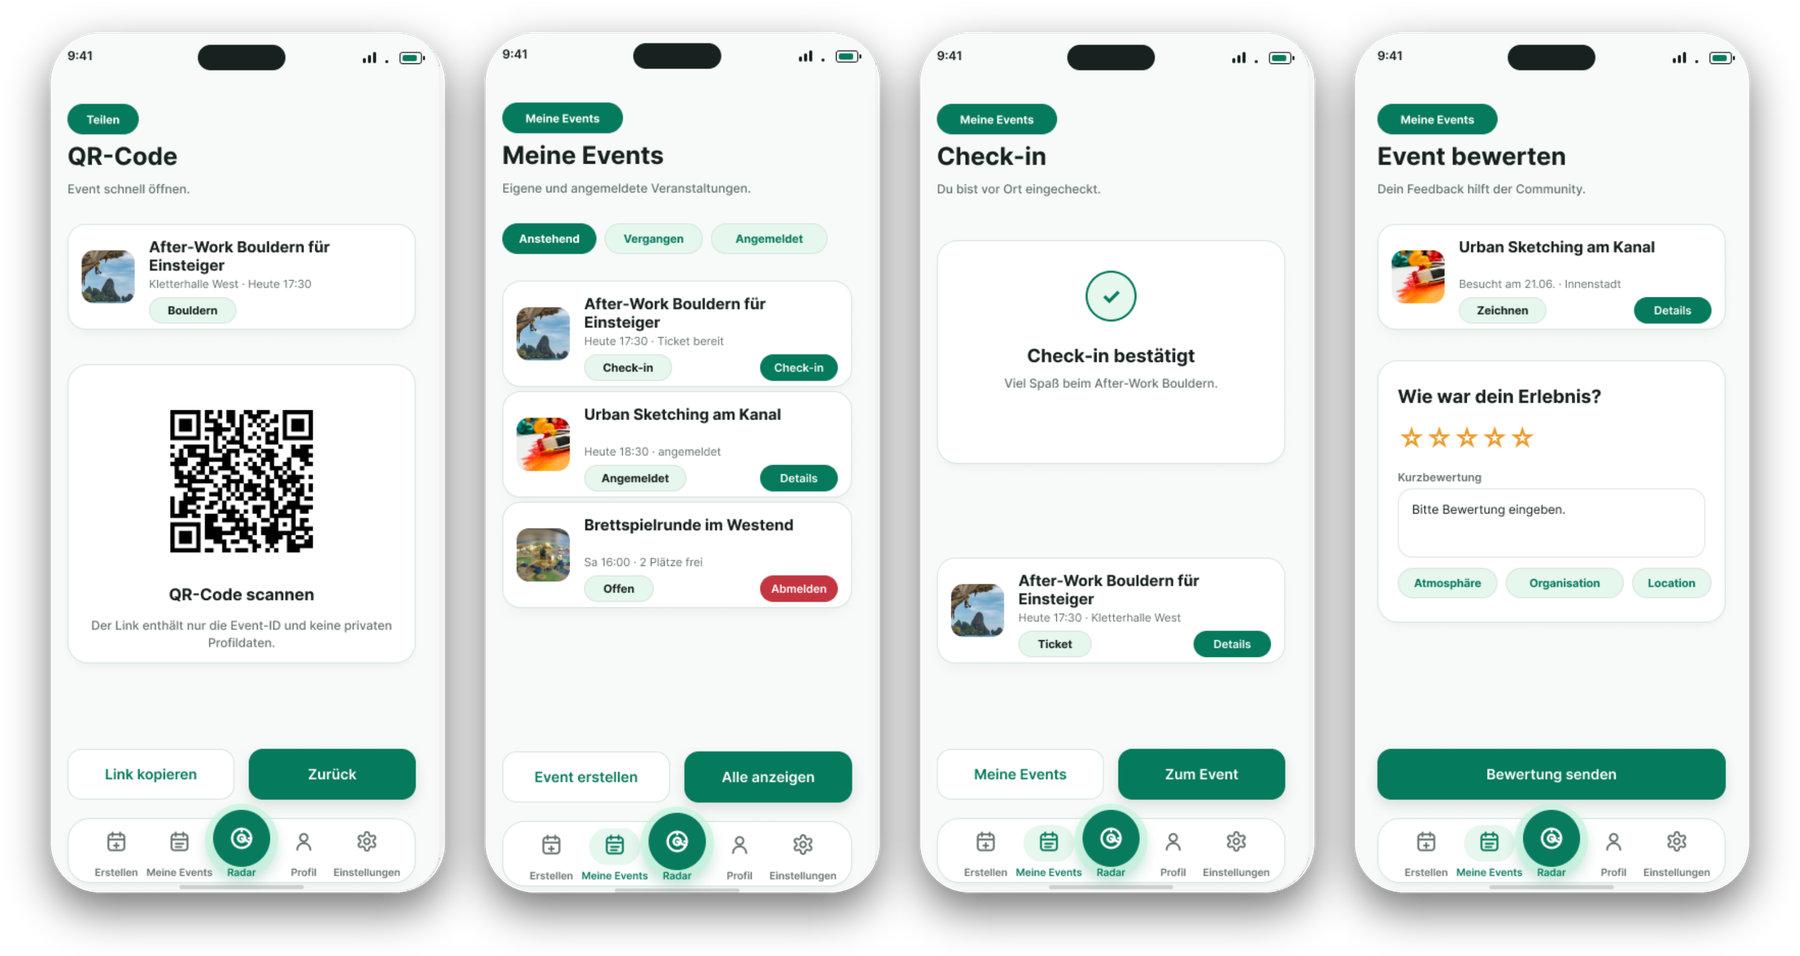 9:41
Teilen
QR-Code
Event schnell öffnen.
After-Work Bouldern für
Einsteiger
Kletterhalle West · Heute 17:30
Bouldern
QR-Code scannen
Der Link enthält nur die Event-ID und keine privaten
Profildaten.
Link kopieren
Zurück
Erstellen
Meine Events
Radar
Profil
Einstellungen
9:41
Meine Events
Meine Events
Eigene und angemeldete Veranstaltungen.
Anstehend
Vergangen
Angemeldet
After-Work Bouldern für
Einsteiger
Heute 17:30 · Ticket bereit
Check-in
Check-in
Urban Sketching am Kanal
Heute 18:30 · angemeldet
Angemeldet
Details
Brettspielrunde im Westend
Sa 16:00 · 2 Plätze frei
Offen
Abmelden
Event erstellen
Alle anzeigen
Erstellen
Meine Events
Radar
Profil
Einstellungen
9:41
Meine Events
Check-in
Du bist vor Ort eingecheckt.
Check-in bestätigt
Viel Spaß beim After-Work Bouldern.
After-Work Bouldern für
Einsteiger
Heute 17:30 · Kletterhalle West
Ticket
Details
Meine Events
Zum Event
Erstellen
Meine Events
Radar
Profil
Einstellungen
9:41
Meine Events
Event bewerten
Dein Feedback hilft der Community.
Urban Sketching am Kanal
Besucht am 21.06. · Innenstadt
Zeichnen
Details
Wie war dein Erlebnis?
Kurzbewertung
Bitte Bewertung eingeben.
Atmosphäre
Organisation
Location
Bewertung senden
Erstellen
Meine Events
Radar
Profil
Einstellungen